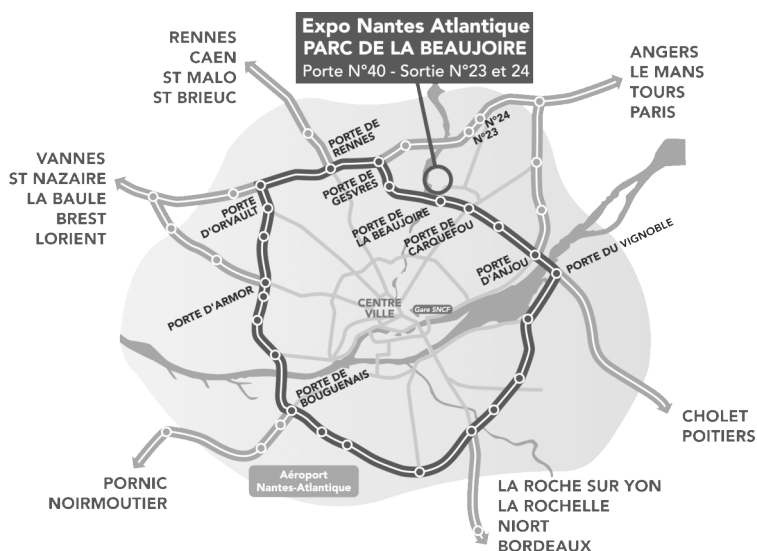 Expo Nantes Atlantique
PARC DE LA BEAUJOIRE
Porte N°40 - Sortie N°23 et 24
RENNES
CAEN
ST MALO
ST BRIEUC
ANGERS
LE MANS
TOURS
PARIS
N°24
N°23
PORTE DE
RENNES
VANNES
ST NAZAIRE
LA BAULE
BREST
LORIENT
PORTE
D'ORVAULT
PORTE DE
GESVRES
PORTE DE
LA BEAUJOIRE
PORTE DE
CARQUEFOU
PORTE
D'ANJOU
PORTE DU VIGNOBLE
PORTE D'ARMOR
CENTRE
VILLE
Gare SNCF
PORTE DE
BOUGUENAIS
CHOLET
POITIERS
PORNIC
NOIRMOUTIER
Aéroport
Nantes-Atlantique
LA ROCHE SUR YON
LA ROCHELLE
NIORT
BORDEAUX